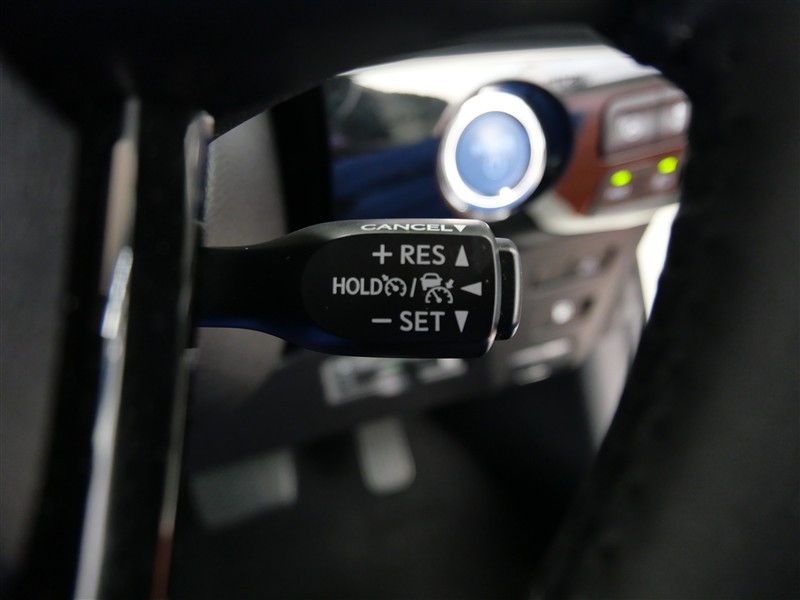 CANCEL▼
+ RES ▲
HOLD / ◀
− SET ▼